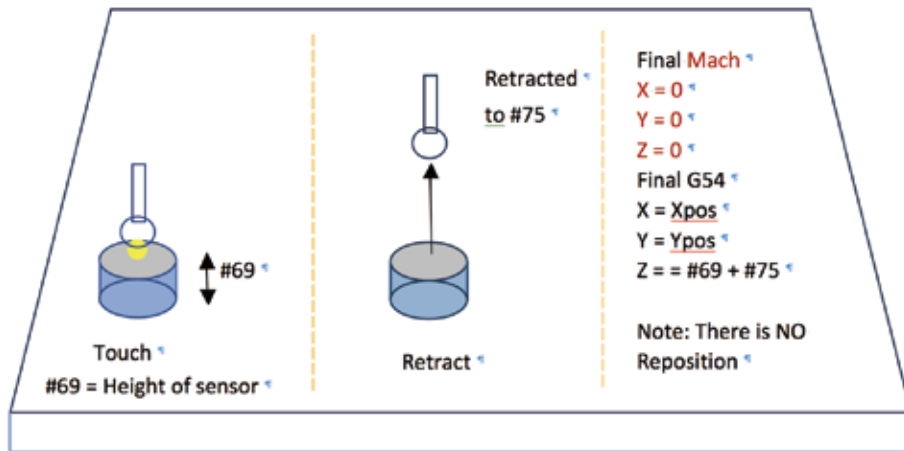 #69
Touch
#69 = Height of sensor
Retracted
to #75
Retract
Final Mach
X = 0
Y = 0
Z = 0
Final G54
X = Xpos
Y = Ypos
Z = = #69 + #75
Note: There is NO
Reposition